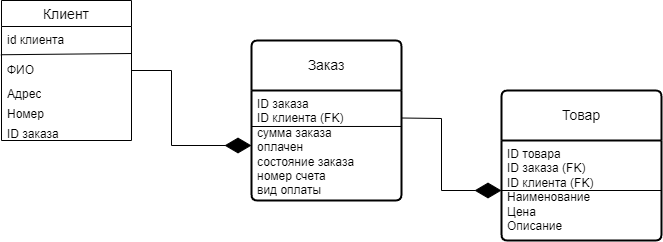 Клиент
id клиента
ФИО
Адрес
Номер
ID заказа
Заказ
ID заказа
ID клиента (FK)
сумма заказа
оплачен
состояние заказа
номер счета
вид оплаты
Товар
ID товара
ID заказа (FK)
ID клиента (FK)
Наименование
Цена
Описание